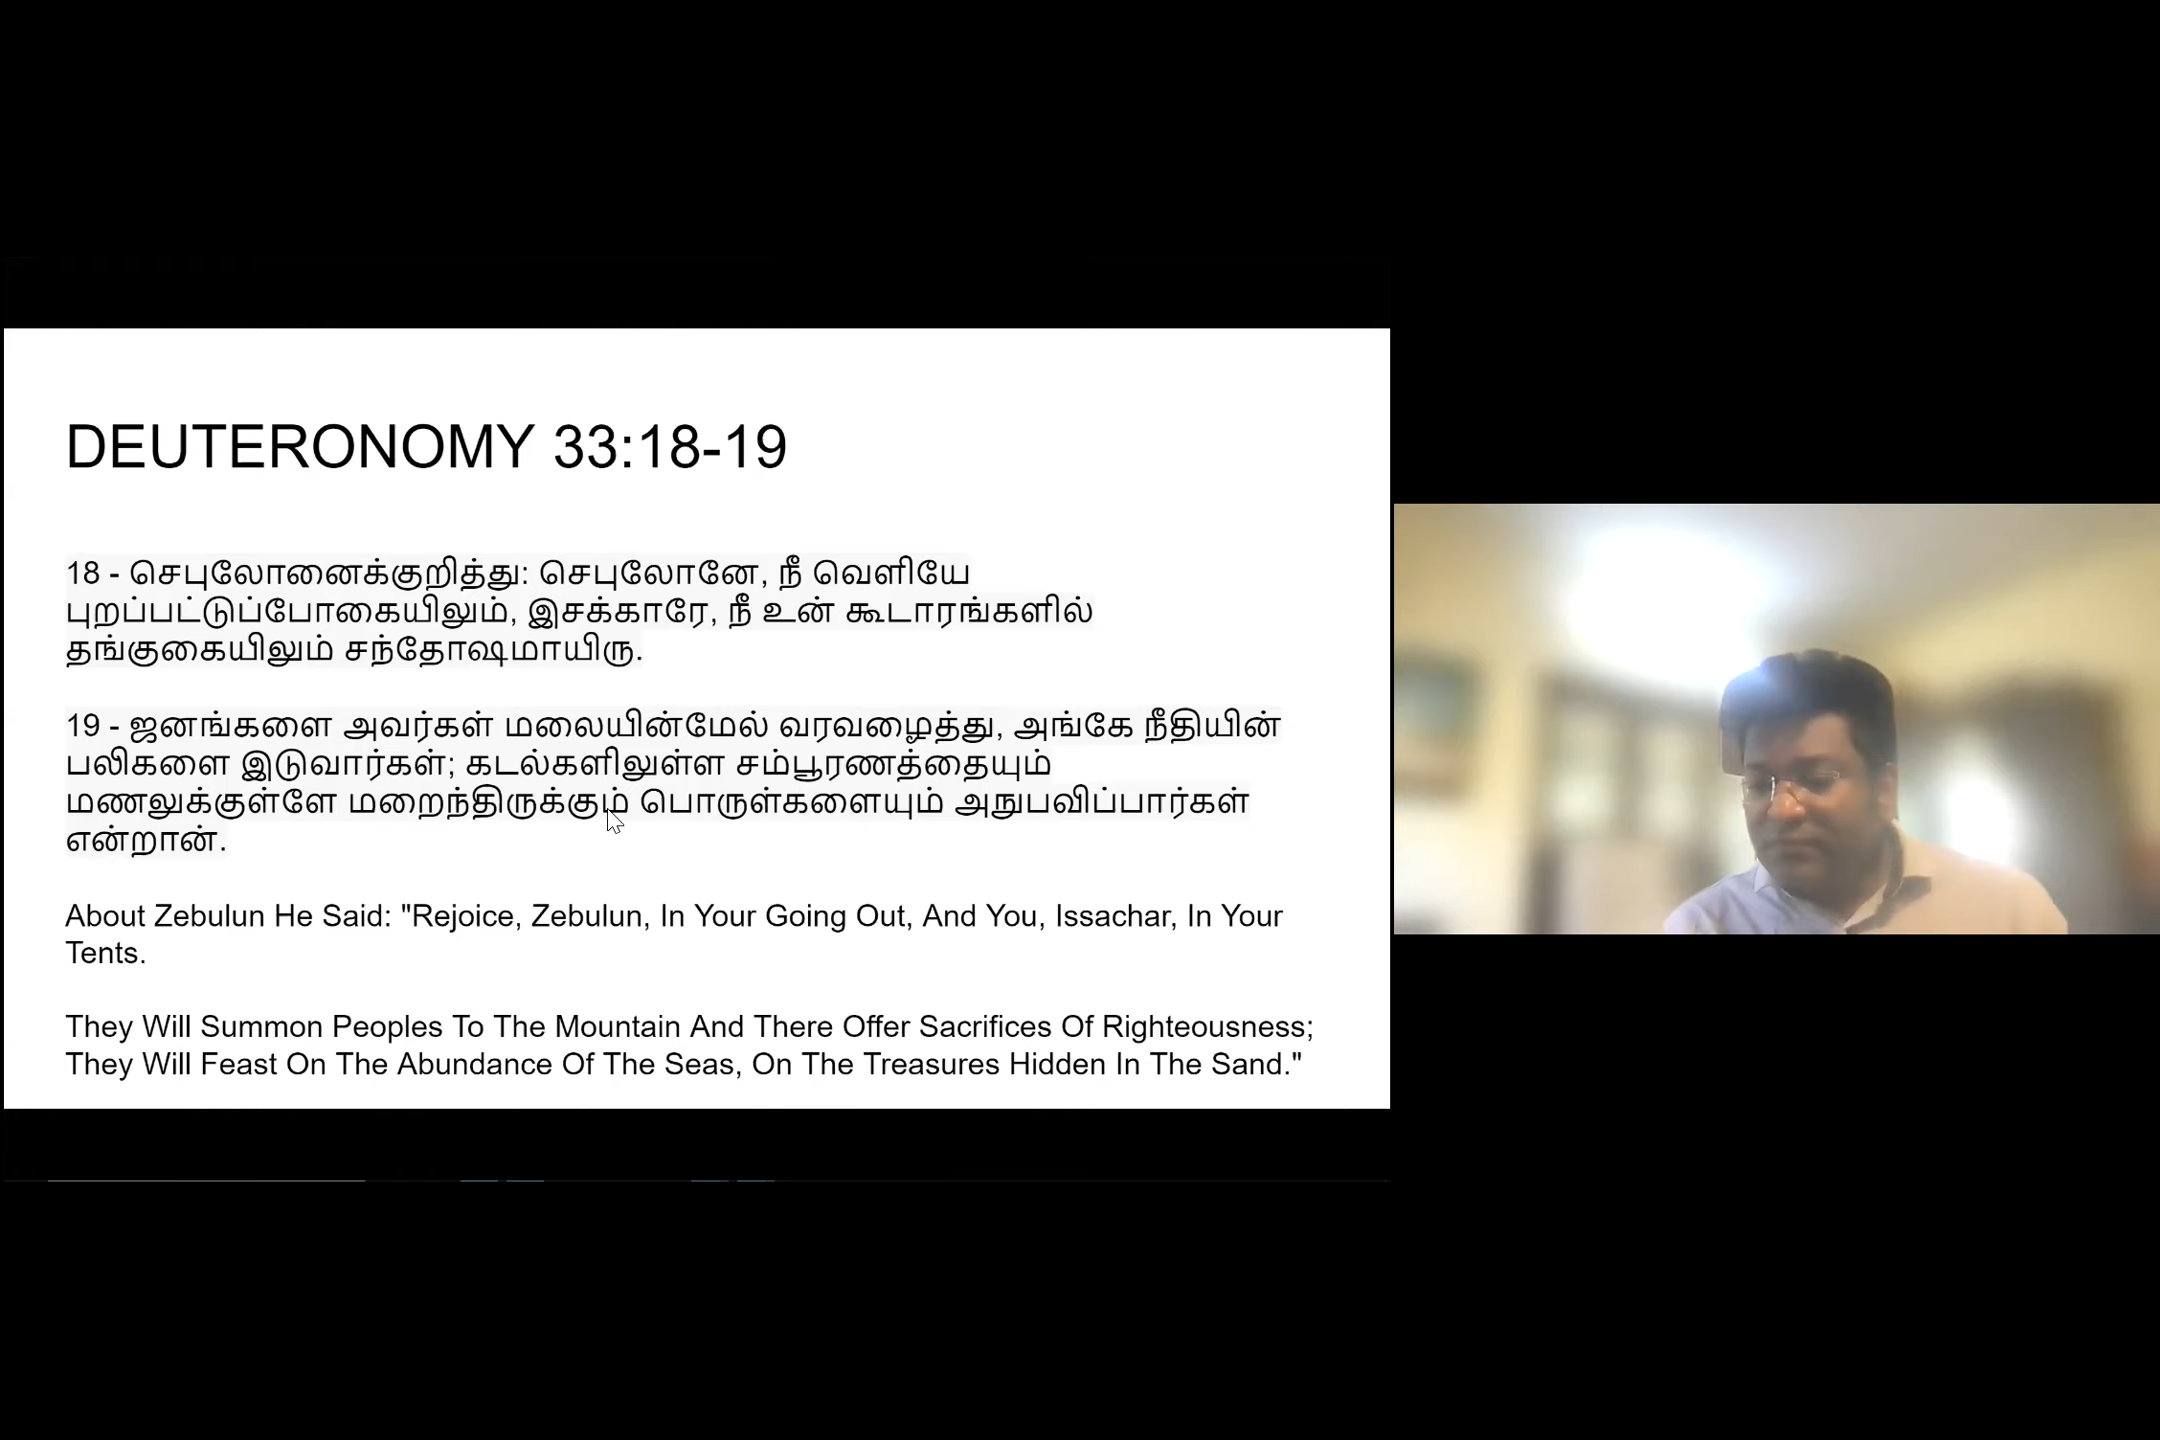 DEUTERONOMY 33:18-19
18 - செபுலோனைக்குறித்து: செபுலோனே, நீ வெளியே
புறப்பட்டுப்போகையிலும், இசக்காரே, நீ உன் கூடாரங்களில்
தங்குகையிலும் சந்தோஷமாயிரு.
19 - ஜனங்களை அவர்கள் மலையின்மேல் வரவழைத்து, அங்கே நீதியின்
பலிகளை இடுவார்கள்; கடல்களிலுள்ள சம்பூரணத்தையும்
மணலுக்குள்ளே மறைந்திருக்கும் பொருள்களையும் அநுபவிப்பார்கள்
என்றான்.
About Zebulun He Said: "Rejoice, Zebulun, In Your Going Out, And You, Issachar, In Your
Tents.
They Will Summon Peoples To The Mountain And There Offer Sacrifices Of Righteousness;
They Will Feast On The Abundance Of The Seas, On The Treasures Hidden In The Sand."